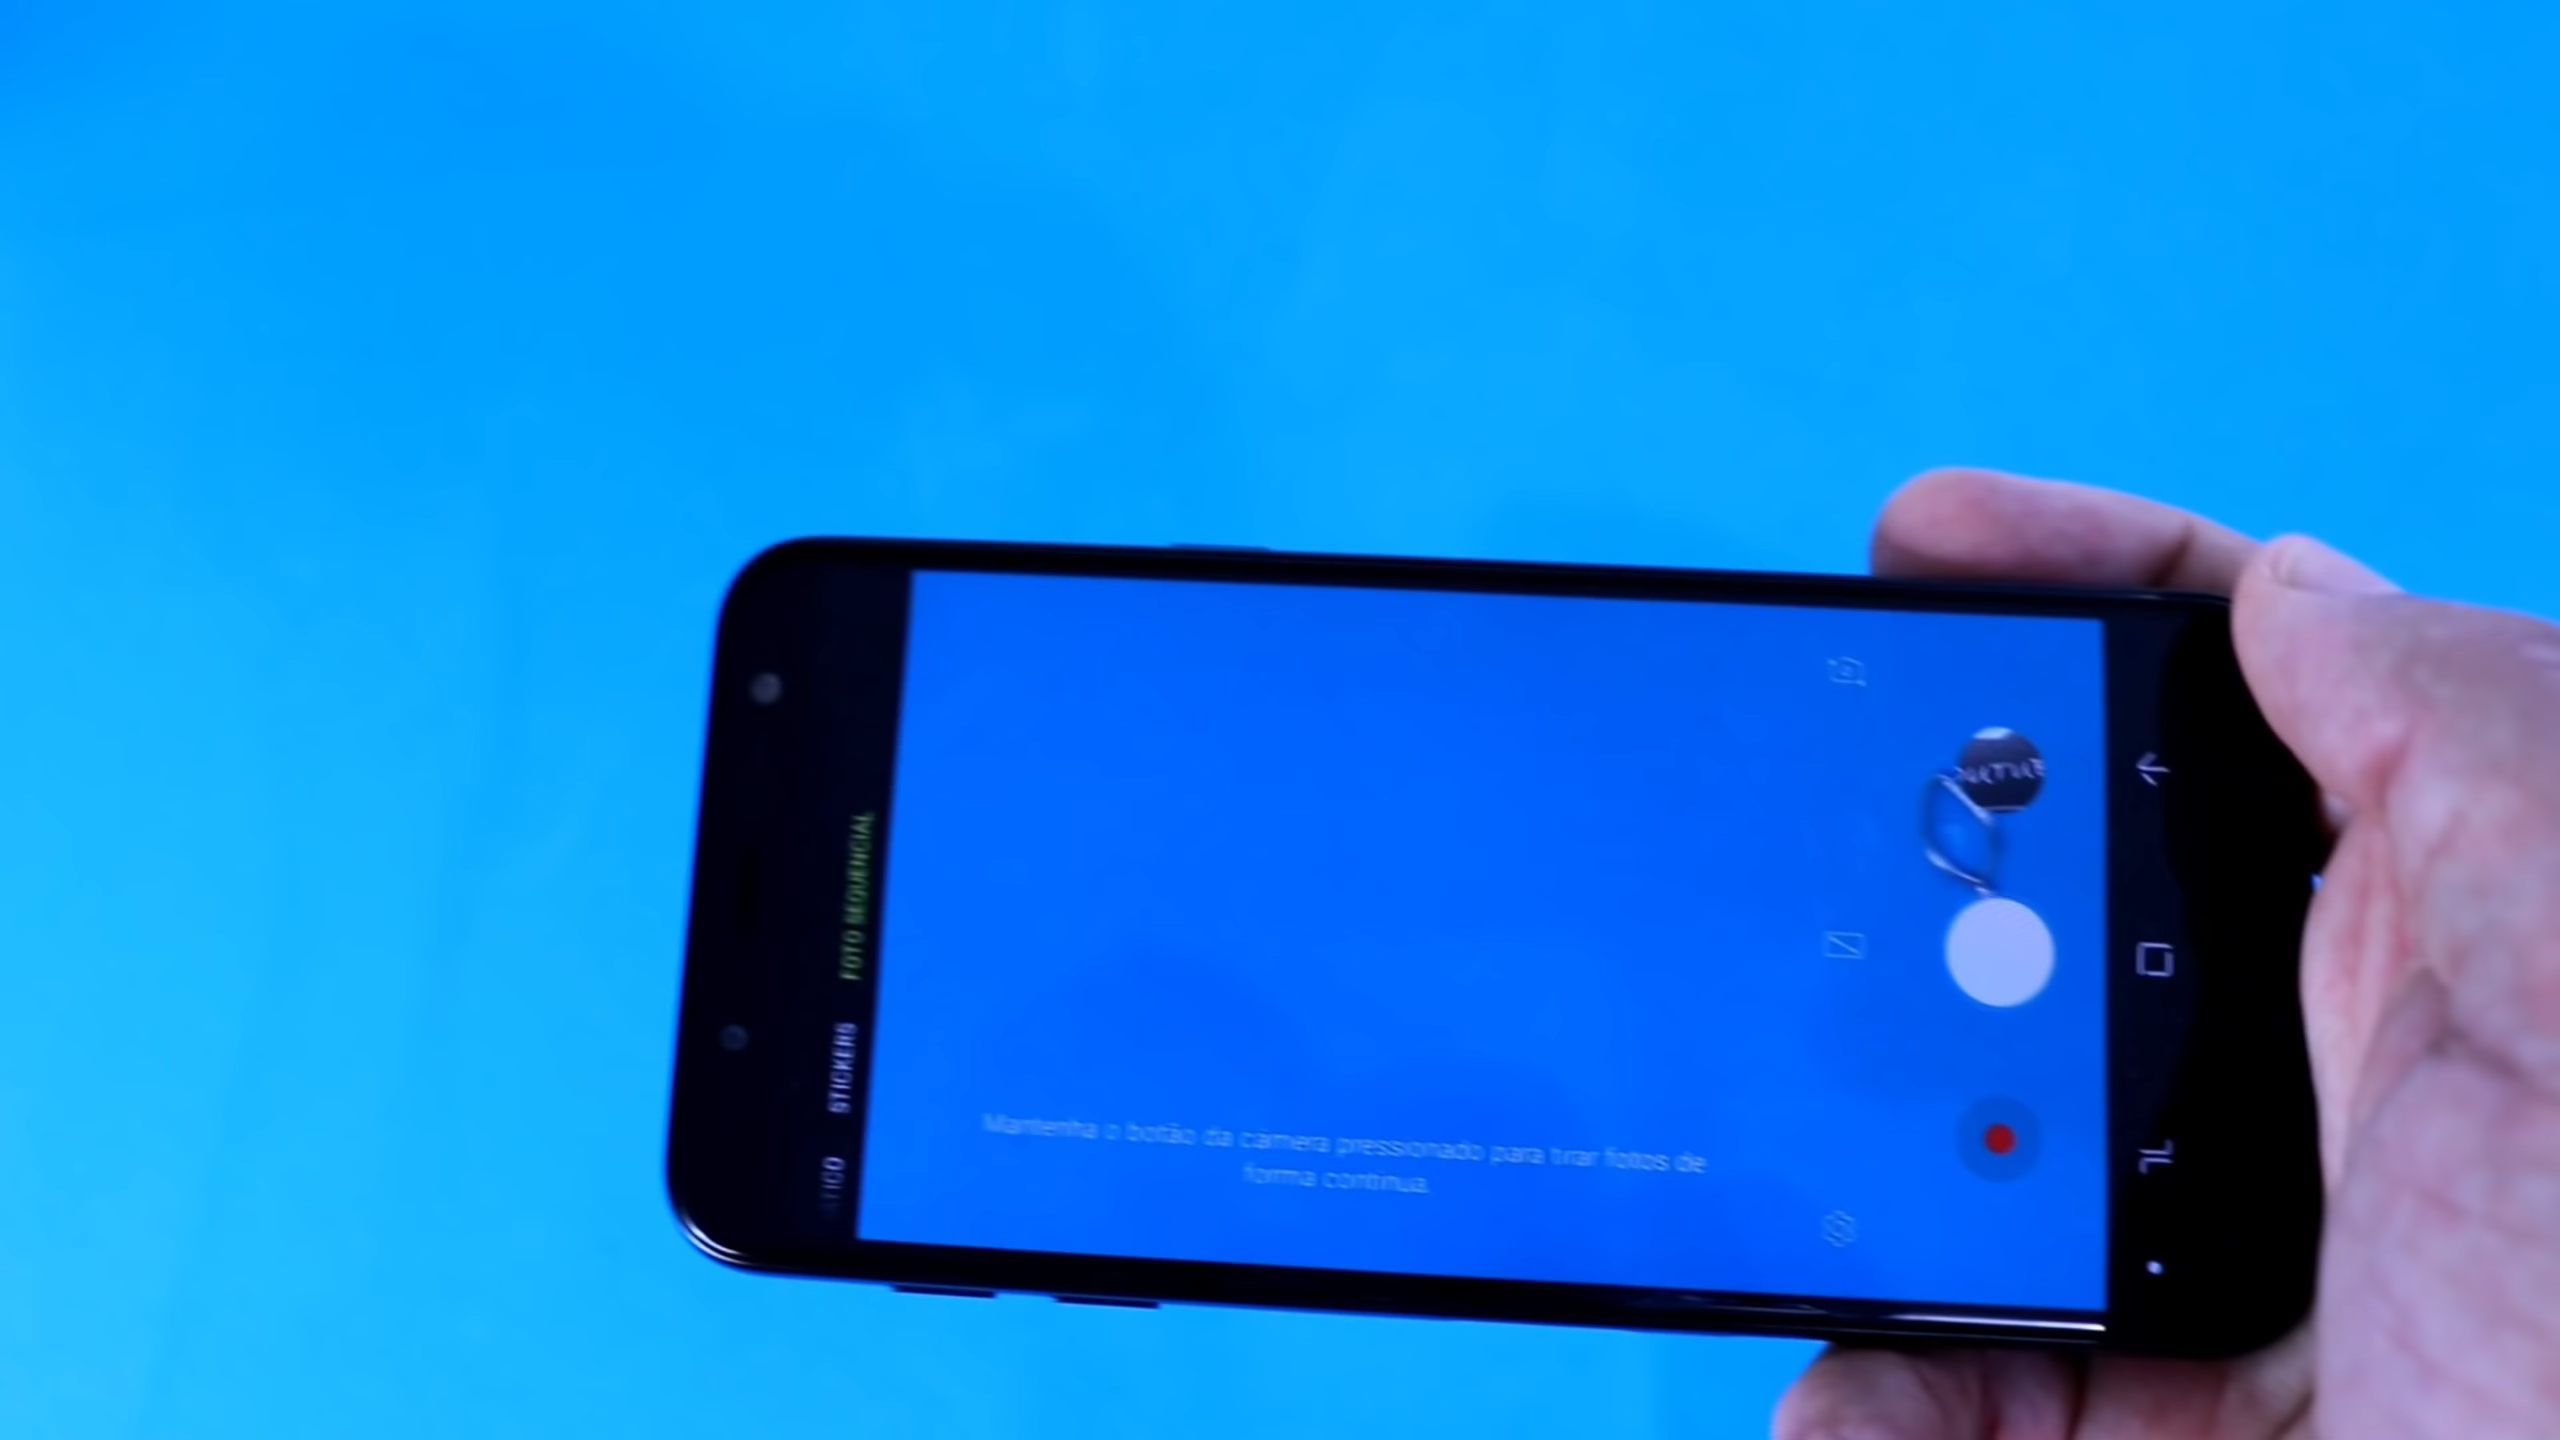 FOTO SEQUENCIAL
STICKERS
Mantenha o botão da câmera pressionado para tirar fotos de
forma contínua.